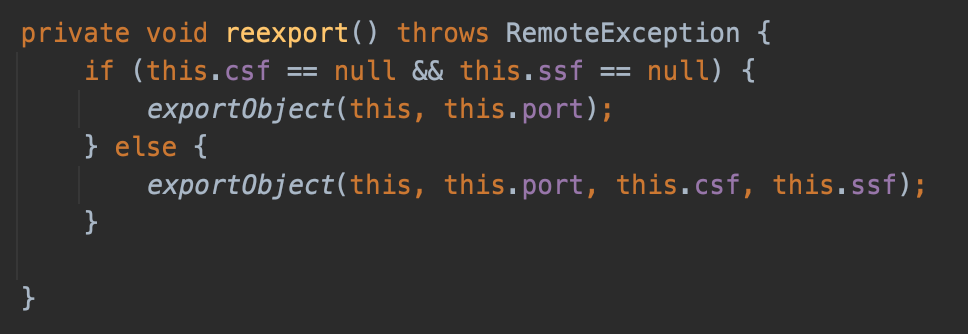 private void reexport() throws RemoteException {
    if (this.csf == null && this.ssf == null) {
        exportObject(this, this.port);
    } else {
        exportObject(this, this.port, this.csf, this.ssf);
    }

}